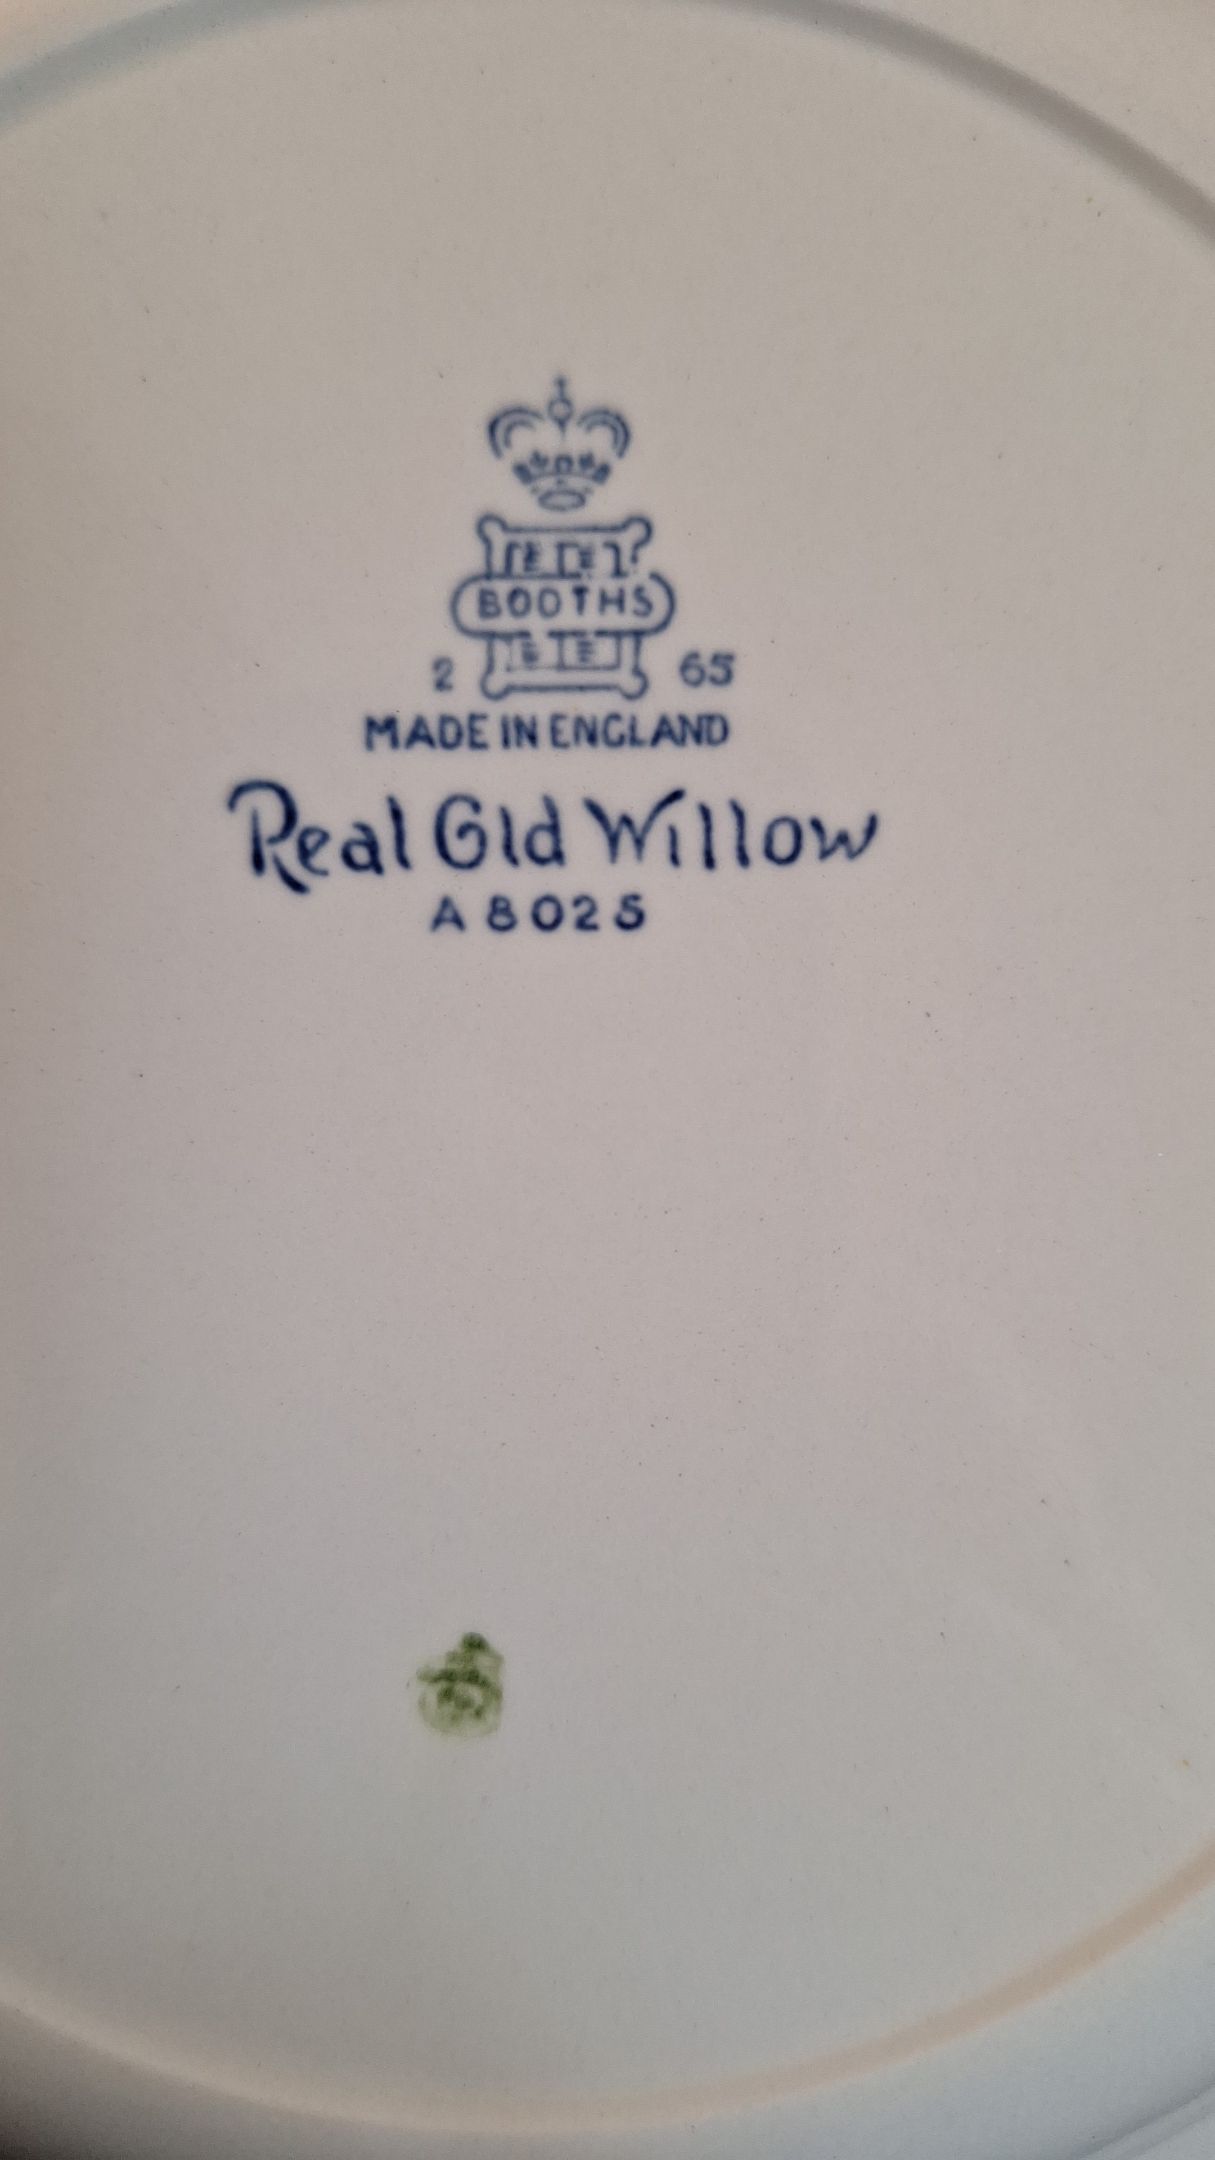 BOOTHS
2 65
MADE IN ENGLAND
Real Old Willow
A 8025